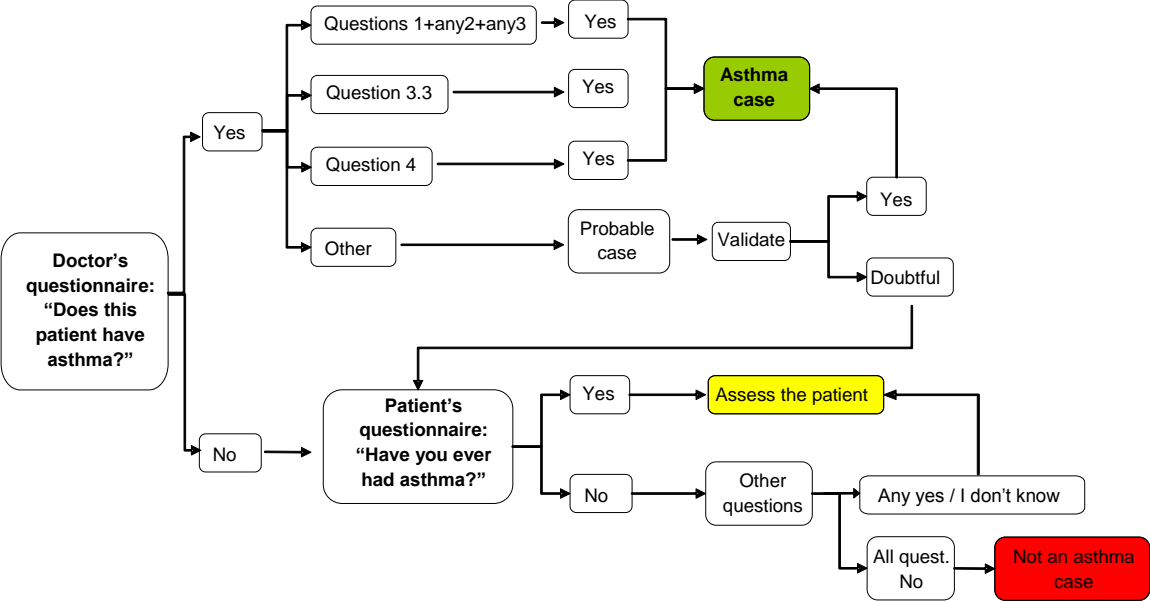 Doctor’s
questionnaire:
“Does this
patient have
asthma?”
Yes
Questions 1+any2+any3
Yes
Question 3.3
Yes
Question 4
Yes
Other
Probable
case
Validate
Yes
Doubtful
Asthma
case
No
Patient’s
questionnaire:
“Have you ever
had asthma?”
Yes
Assess the patient
No
Other
questions
Any yes / I don’t know
All quest.
No
Not an asthma
case